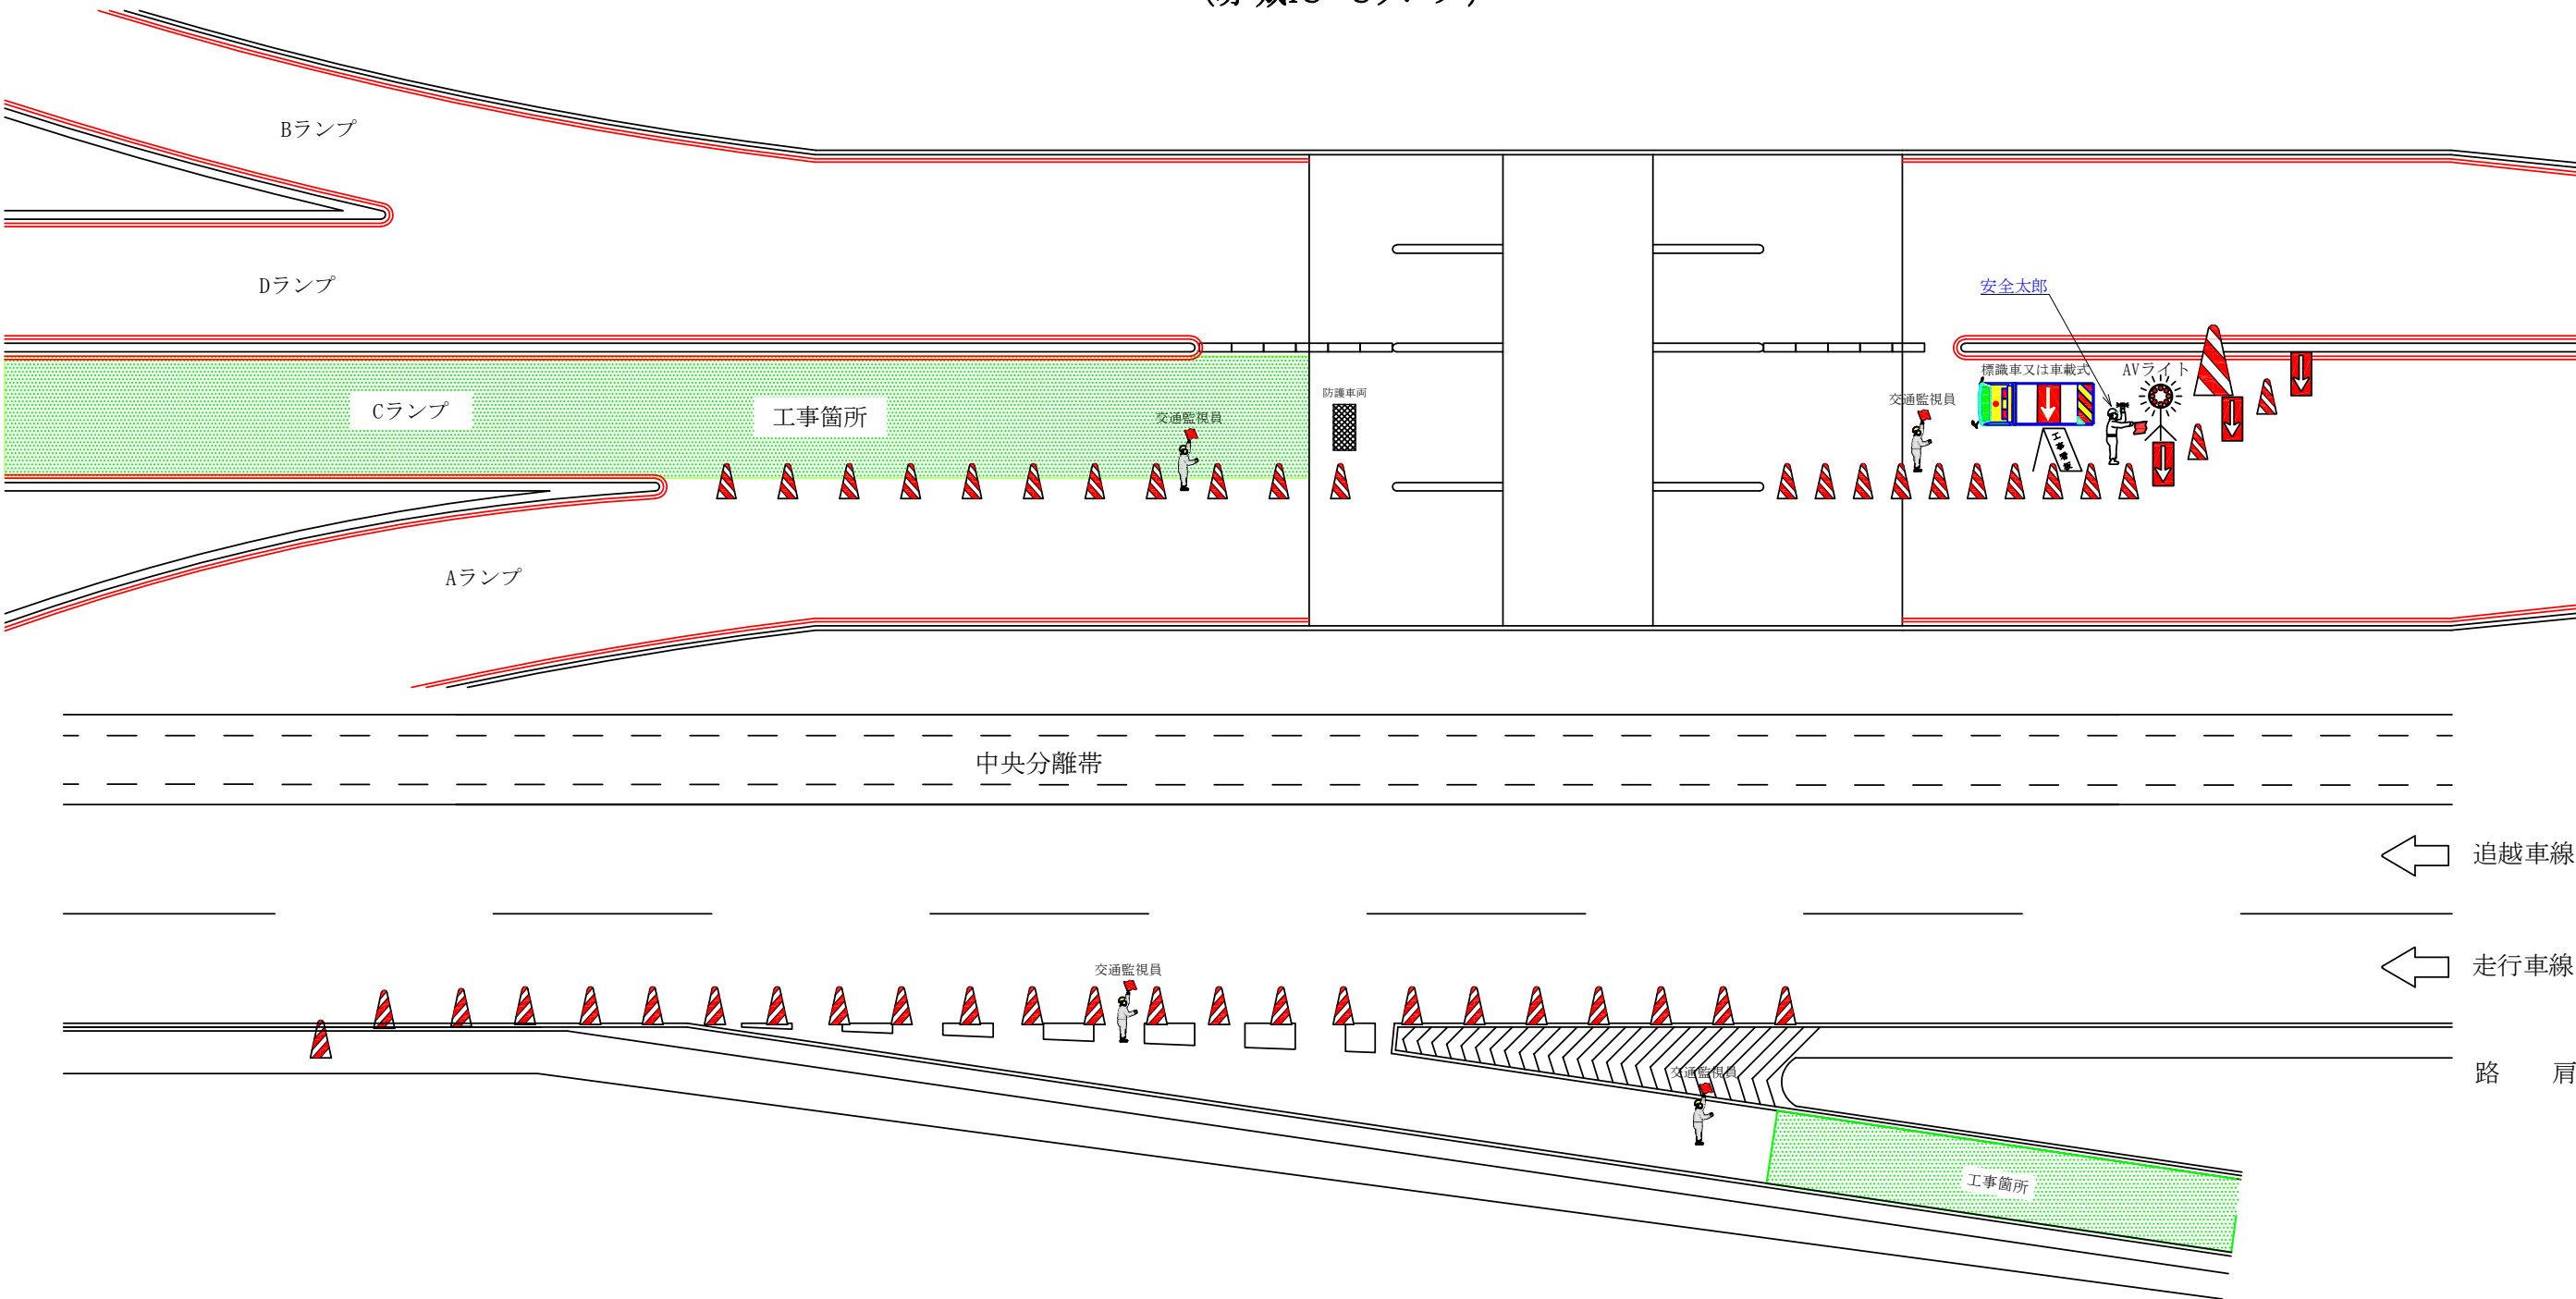 Bランプ
Dランプ
安全太郎
標識車又は車載式
AVライト
Cランプ
工事箇所
交通監視員
防護車両
交通監視員
工事看板
Aランプ
中央分離帯
追越車線
走行車線
交通監視員
交通監視員
路 肩
工事箇所